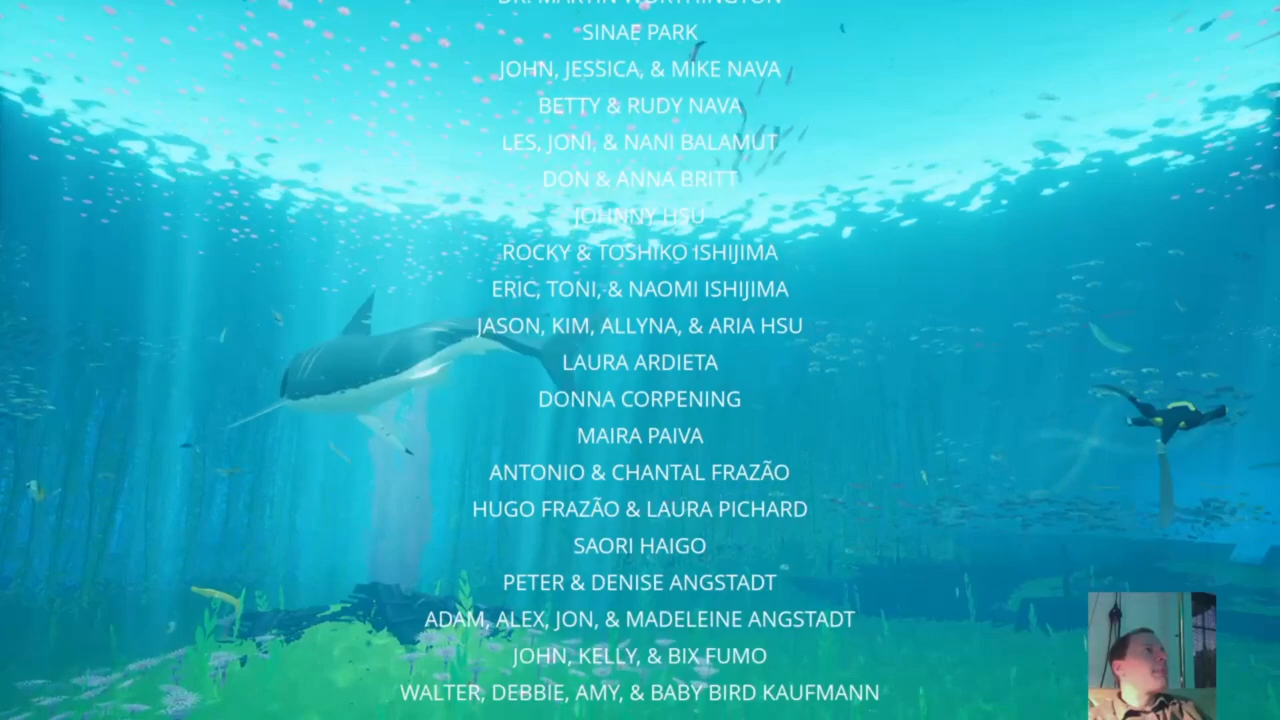 DR. MARTIN WORTHINGTON
SINAE PARK
JOHN, JESSICA, & MIKE NAVA
BETTY & RUDY NAVA
LES, JONI, & NANI BALAMUT
DON & ANNA BRITT
JOHNNY HSU
ROCKY & TOSHIKO ISHIJIMA
ERIC, TONI, & NAOMI ISHIJIMA
JASON, KIM, ALLYNA, & ARIA HSU
LAURA ARDIETA
DONNA CORPENING
MAIRA PAIVA
ANTONIO & CHANTAL FRAZÃO
HUGO FRAZÃO & LAURA PICHARD
SAORI HAIGO
PETER & DENISE ANGSTADT
ADAM, ALEX, JON, & MADELEINE ANGSTADT
JOHN, KELLY, & BIX FUMO
WALTER, DEBBIE, AMY, & BABY BIRD KAUFMANN